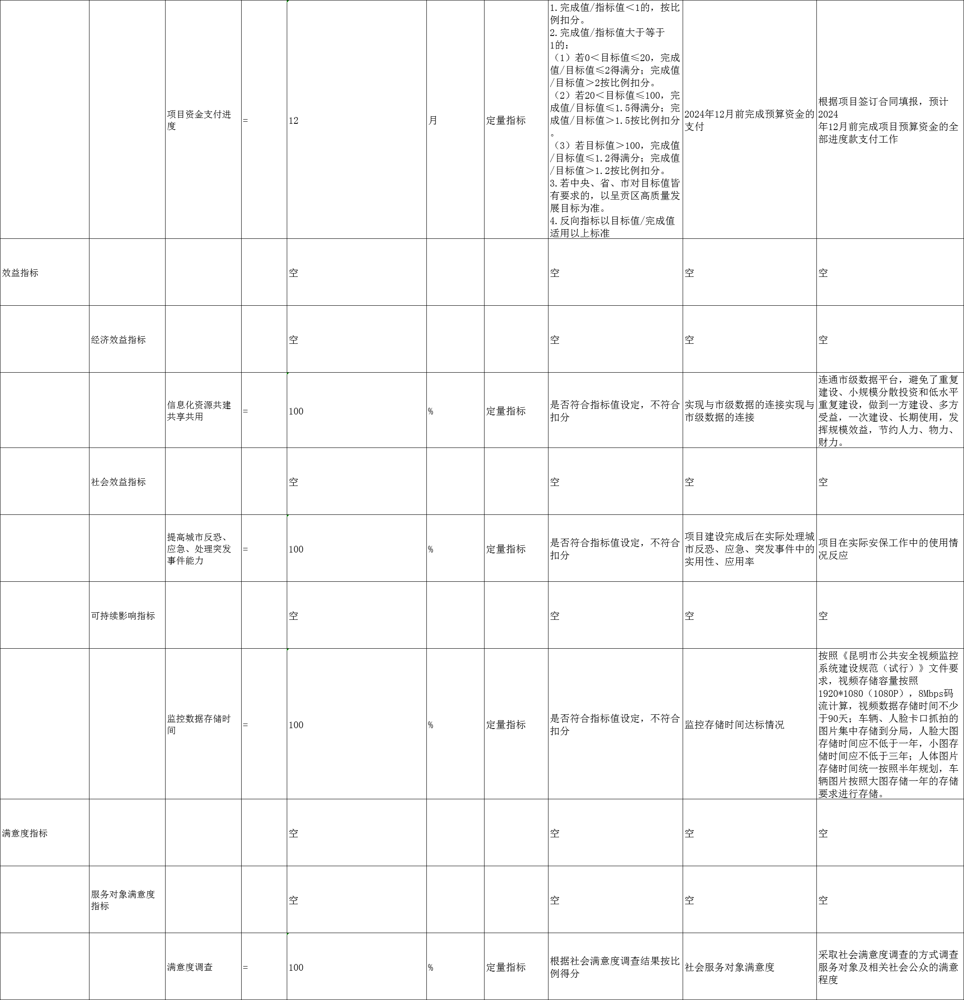 项目资金支付进
度
=
12
月
定量指标
1.完成值/指标值＜1的，按比
例扣分。
2.完成值/指标值大于等于
1的：
（1）若0＜目标值≤20，完成
值/目标值≤2得满分；完成值
/目标值＞2按比例扣分。
（2）若20＜目标值≤100，完
成值/目标值≤1.5得满分；完
成值/目标值＞1.5按比例扣分
。
（3）若目标值＞100，完成值
/目标值≤1.2得满分；完成值
/目标值＞1.2按比例扣分。
3.若中央、省、市对目标值皆
有要求的，以呈贡区高质量发
展目标为准。
4.反向指标以目标值/完成值
适用以上标准
2024年12月前完成预算资金的
支付
根据项目签订合同填报，预计
2024
年12月前完成项目预算资金的全
部进度款支付工作
效益指标
空
空
空
空
经济效益指标
空
空
空
空
信息化资源共建
共享共用
=
100
%
定量指标
是否符合指标值设定，不符合
扣分
实现与市级数据的连接实现与
市级数据的连接
连通市级数据平台，避免了重复
建设、小规模分散投资和低水平
重复建设，做到一方建设、多方
受益，一次建设、长期使用，发
挥规模效益，节约人力、物力、
财力。
社会效益指标
空
空
空
空
提高城市反恐、
应急、处理突发
事件能力
=
100
%
定量指标
是否符合指标值设定，不符合
扣分
项目建设完成后在实际处理城
市反恐、应急、突发事件中的
实用性、应用率
项目在实际安保工作中的使用情
况反应
可持续影响指标
空
空
空
空
监控数据存储时
间
=
100
%
定量指标
是否符合指标值设定，不符合
扣分
监控存储时间达标情况
按照《昆明市公共安全视频监控
系统建设规范（试行）》文件要
求，视频存储容量按照
1920*1080（1080P），8Mbps码
流计算，视频数据存储时间不少
于90天；车辆、人脸卡口抓拍的
图片集中存储到分局，人脸大图
存储时间应不低于一年，小图存
储时间应不低于三年；人体图片
存储时间统一按照半年规划，车
辆图片按照大图存储一年的存储
要求进行存储。
满意度指标
空
空
空
空
服务对象满意度
指标
空
空
空
空
满意度调查
=
100
%
定量指标
根据社会满意度调查结果按比
例得分
社会服务对象满意度
采取社会满意度调查的方式调查
服务对象及相关社会公众的满意
程度